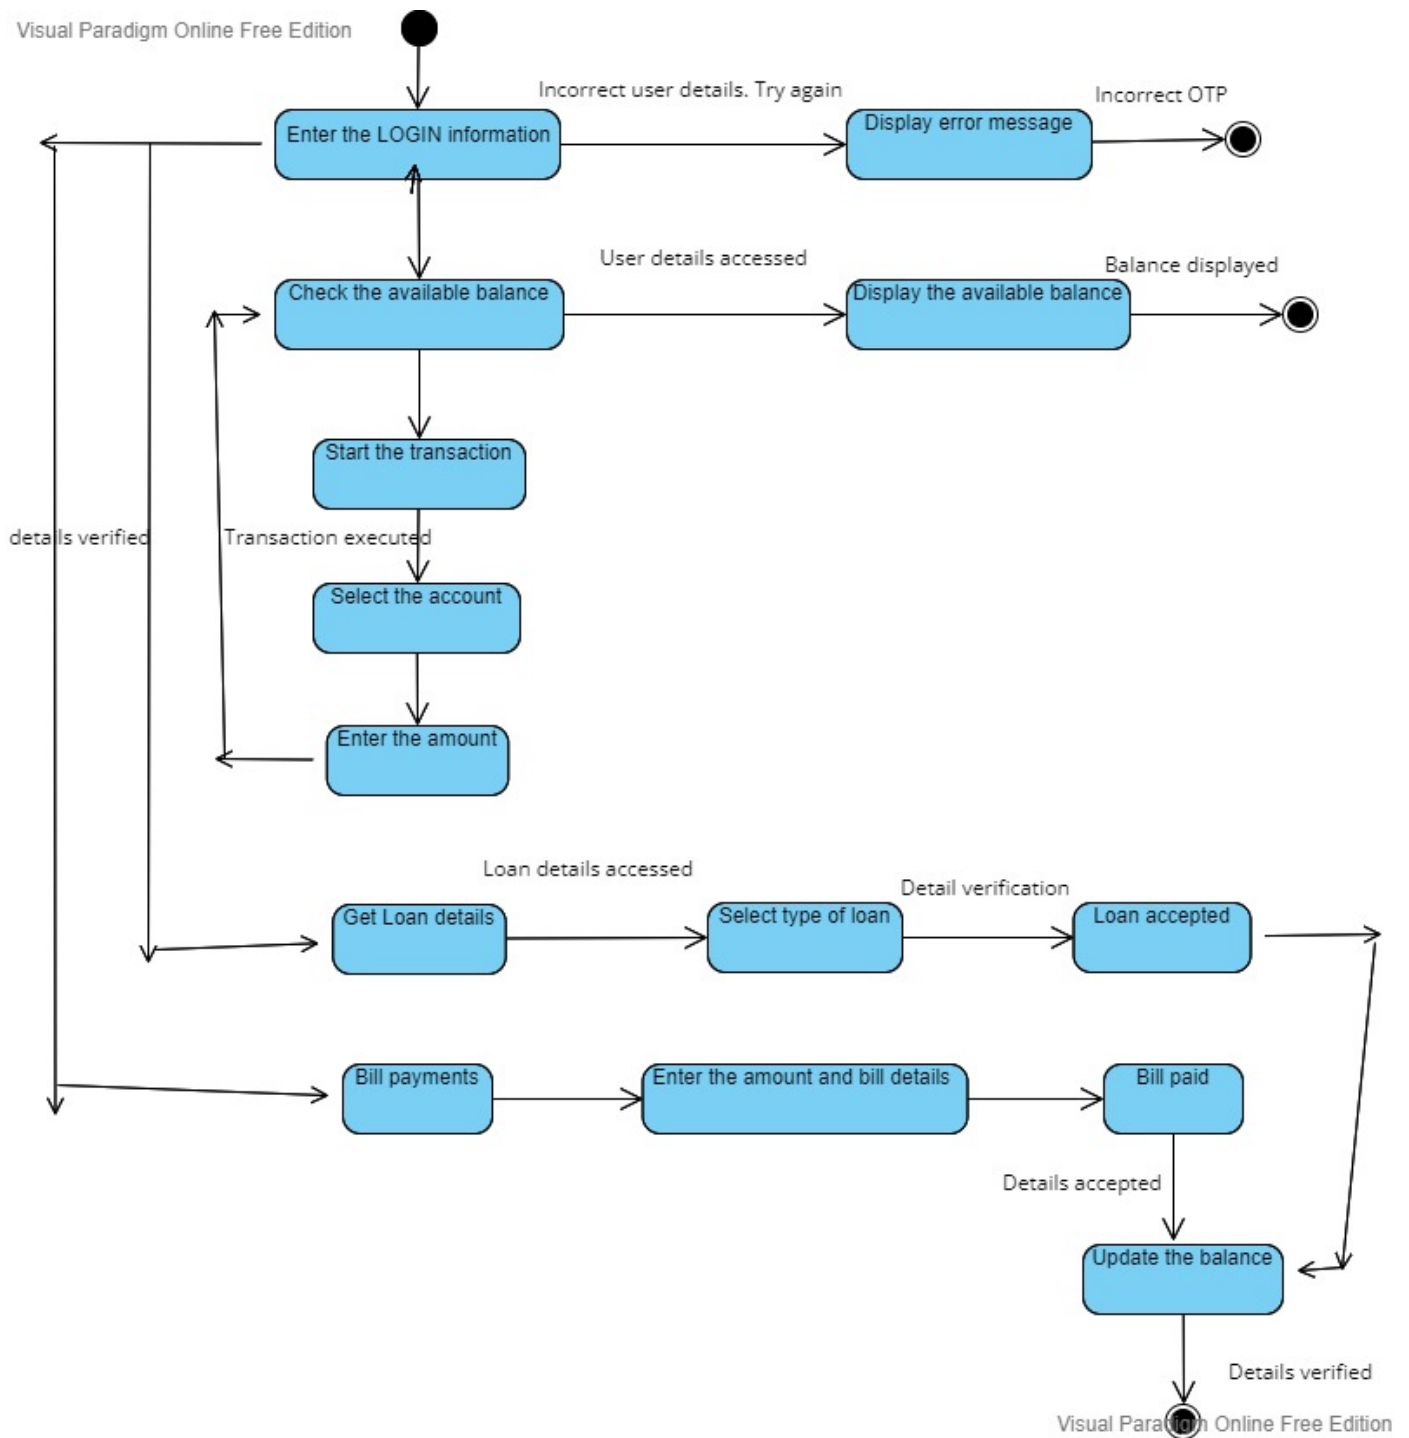 Visual Paradigm Online Free Edition
Incorrect user details. Try again
Incorrect OTP
Enter the LOGIN information
Display error message
User details accessed
Balance displayed
Check the available balance
Display the available balance
Start the transaction
details verified
Transaction executed
Select the account
Enter the amount
Loan details accessed
Detail verification
Get Loan details
Select type of loan
Loan accepted
Bill payments
Enter the amount and bill details
Bill paid
Details accepted
Update the balance
Details verified
Visual Paradigm Online Free Edition